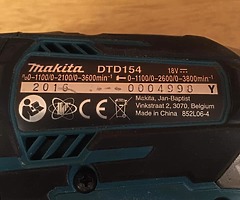 Makita DTD154 18V⎓
0-1100/0-2100/0-3600min⁻¹ 0-1100/0-2600/0-3800min⁻¹
2016 0004998 Y
Makita, Jan-Baptist
Vinkstraat 2, 3070, Belgium
Made in China 852L06-4